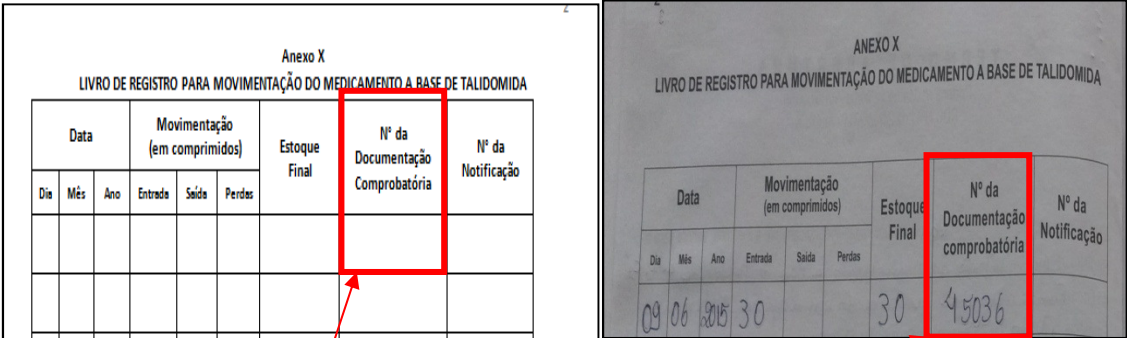 2
Anexo X
LIVRO DE REGISTRO PARA MOVIMENTAÇÃO DO MEDICAMENTO A BASE DE TALIDOMIDA
Data
Movimentação
(em comprimidos)
Estoque
Final
Nº da
Documentação
Comprobatória
Nº da
Notificação
Dia Mês Ano Entrada Saída Perdas
ANEXO X
LIVRO DE REGISTRO PARA MOVIMENTAÇÃO DO MEDICAMENTO A BASE DE TALIDOMIDA
Data
Movimentação
(em comprimidos)
Estoque
Final
Nº da
Documentação
comprobatória
Nº da
Notificação
Dia Mês Ano Entrada Saída Perdas
09 06 2015 30 30 45036